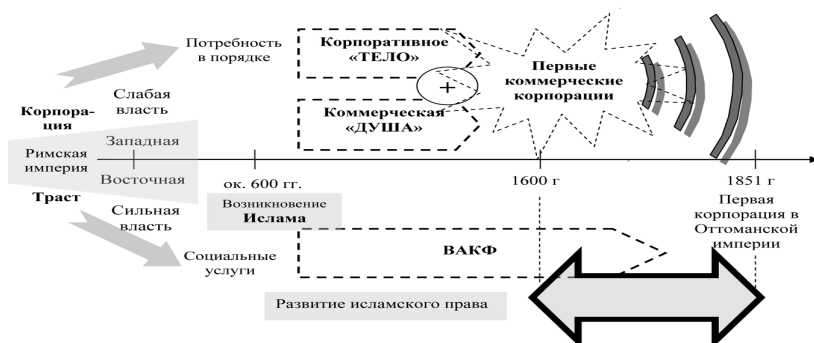 Потребность
в порядке
Корпоративное
«ТЕЛО»
Первые
коммерческие
корпорации
+
Слабая
власть
Корпора-
ция
Коммерческая
«ДУША»
Западная
Римская
империя
Восточная
Траст
ок. 600 гг.
1600 г
1851 г
Возникновение
Ислама
Сильная
власть
Первая
корпорация в
Оттоманской
империи
Социальные
услуги
ВАКФ
Развитие исламского права